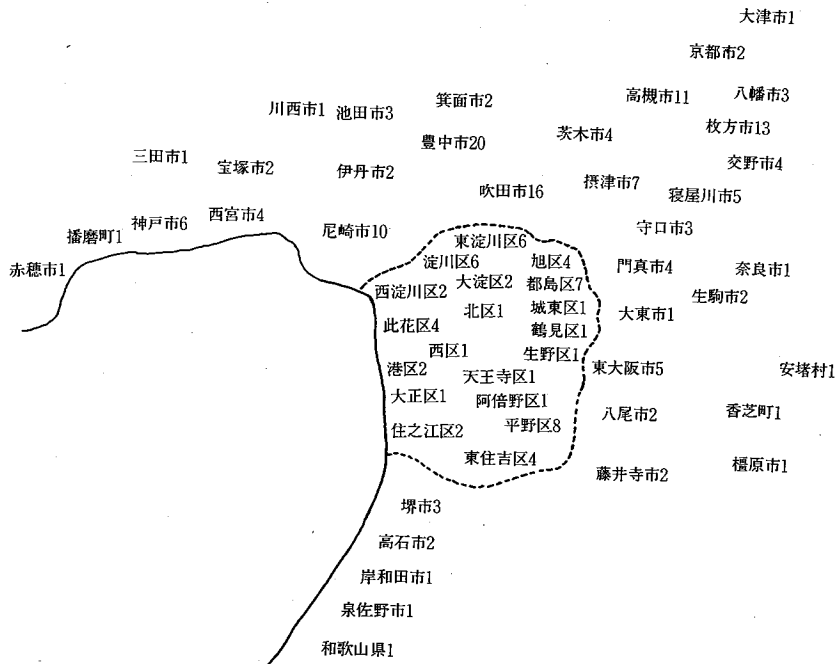 大津市1
京都市2
高槻市11
八幡市3
箕面市2
川西市1
池田市3
枚方市13
茨木市4
豊中市20
三田市1
宝塚市2
伊丹市2
交野市4
摂津市7
吹田市16
寝屋川市5
西宮市4
神戸市6
播磨町1
尼崎市10
守口市3
東淀川区6
赤穂市1
淀川区6
旭区4
門真市4
奈良市1
西淀川区2
大淀区2
都島区7
生駒市2
北区1
城東区1
大東市1
此花区4
鶴見区1
西区1
生野区1
港区2
天王寺区1
東大阪市5
安堵村1
大正区1
阿倍野区1
八尾市2
香芝町1
住之江区2
平野区8
東住吉区4
藤井寺市2
橿原市1
堺市3
高石市2
岸和田市1
泉佐野市1
和歌山県1